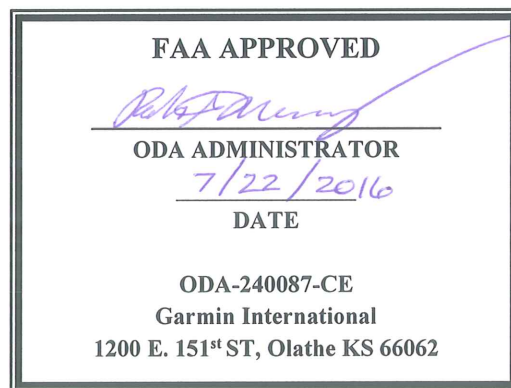 FAA APPROVED
ODA ADMINISTRATOR
7/22/2016
DATE
ODA-240087-CE
Garmin International
1200 E. 151st ST, Olathe KS 66062